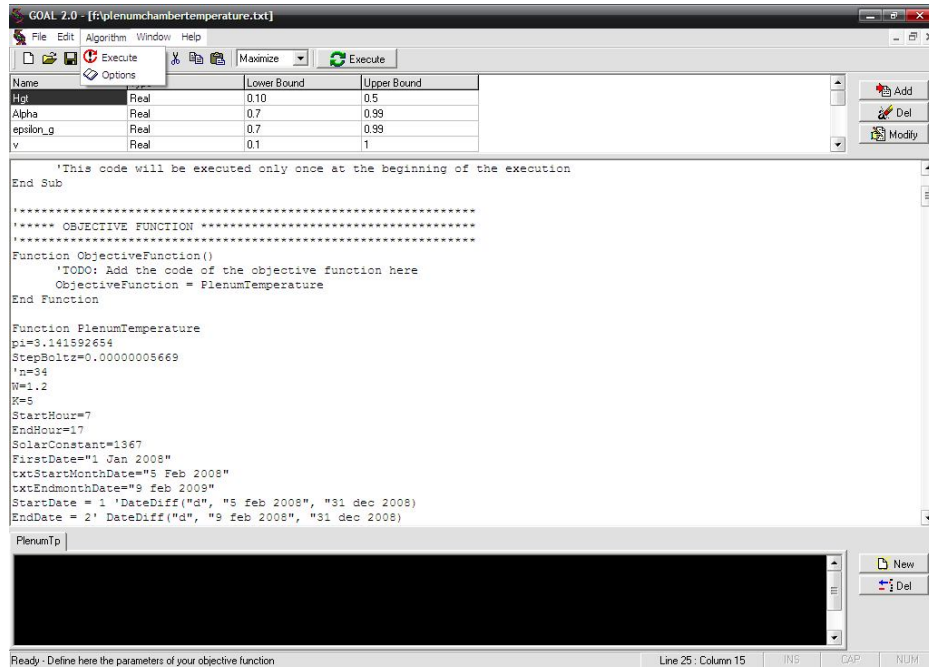 GOAL 2.0 - [f:\plenumchambertemperature.txt]
File Edit Algorithm Window Help
Execute
Options
Maximize Execute
Name Lower Bound Upper Bound
Hgt Real 0.10 0.5
Alpha Real 0.7 0.99
epsilon_g Real 0.7 0.99
v Real 0.1 1
Add
Del
Modify
'This code will be executed only once at the beginning of the execution
End Sub
'***************************************************************
'***** OBJECTIVE FUNCTION **************************************
'***************************************************************
Function ObjectiveFunction()
'TODO: Add the code of the objective function here
ObjectiveFunction = PlenumTemperature
End Function
Function PlenumTemperature
pi=3.141592654
StepBoltz=0.00000005669
'n=34
W=1.2
K=5
StartHour=7
EndHour=17
SolarConstant=1367
FirstDate="1 Jan 2008"
txtStartMonthDate="5 Feb 2008"
txtEndmonthDate="9 feb 2009"
StartDate = 1 'DateDiff("d", "5 feb 2008", "31 dec 2008)
EndDate = 2' DateDiff("d", "9 feb 2008", "31 dec 2008)
PlenumTp
New
Del
Ready - Define here the parameters of your objective function Line 25 : Column 15 INS CAP NUM